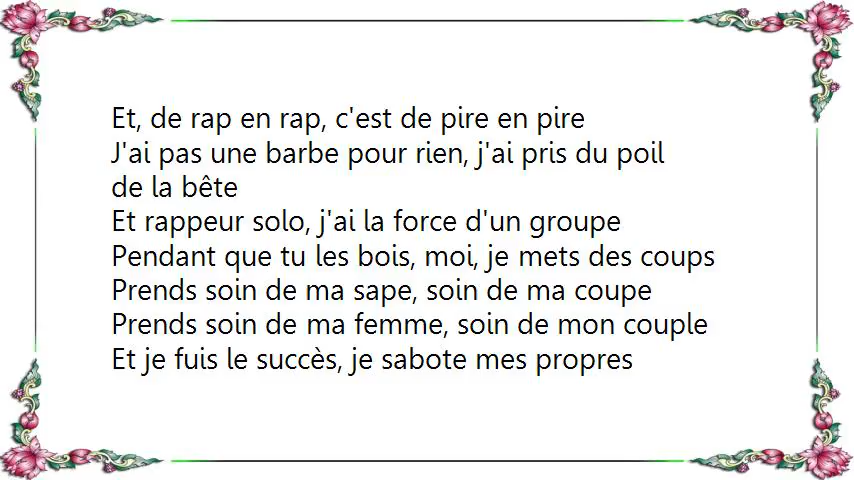 Et, de rap en rap, c'est de pire en pire
J'ai pas une barbe pour rien, j'ai pris du poil
de la bête
Et rappeur solo, j'ai la force d'un groupe
Pendant que tu les bois, moi, je mets des coups
Prends soin de ma sape, soin de ma coupe
Prends soin de ma femme, soin de mon couple
Et je fuis le succès, je sabote mes propres